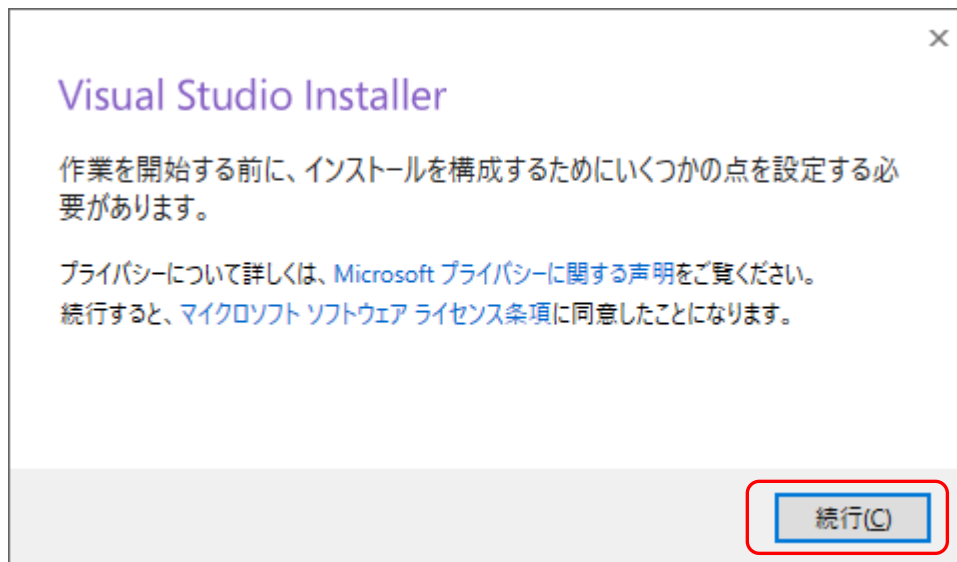 Visual Studio Installer
作業を開始する前に、インストールを構成するためにいくつかの点を設定する必
要があります。
プライバシーについて詳しくは、Microsoft プライバシーに関する声明をご覧ください。
続行すると、マイクロソフト ソフトウェア ライセンス条項に同意したことになります。
続行(C)